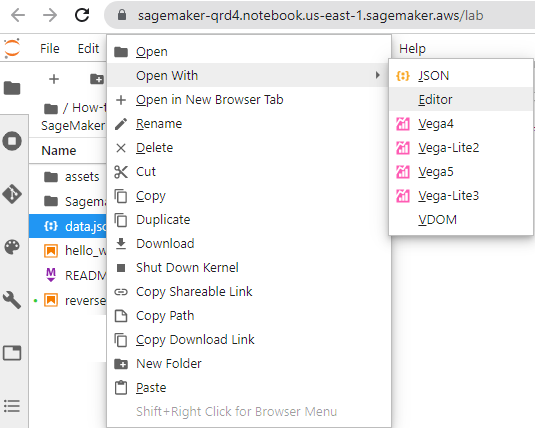 sagemaker-qrd4.notebook.us-east-1.sagemaker.aws/lab
File
Edit
Help
/ How-t
SageMaker
Name
assets
Sagem
data.jso
hello_w
READM
reverse
Open
Open With
Open in New Browser Tab
Rename
Delete
Cut
Copy
Duplicate
Download
Shut Down Kernel
Copy Shareable Link
Copy Path
Copy Download Link
New Folder
Paste
Shift+Right Click for Browser Menu
JSON
Editor
Vega4
Vega-Lite2
Vega5
Vega-Lite3
VDOM